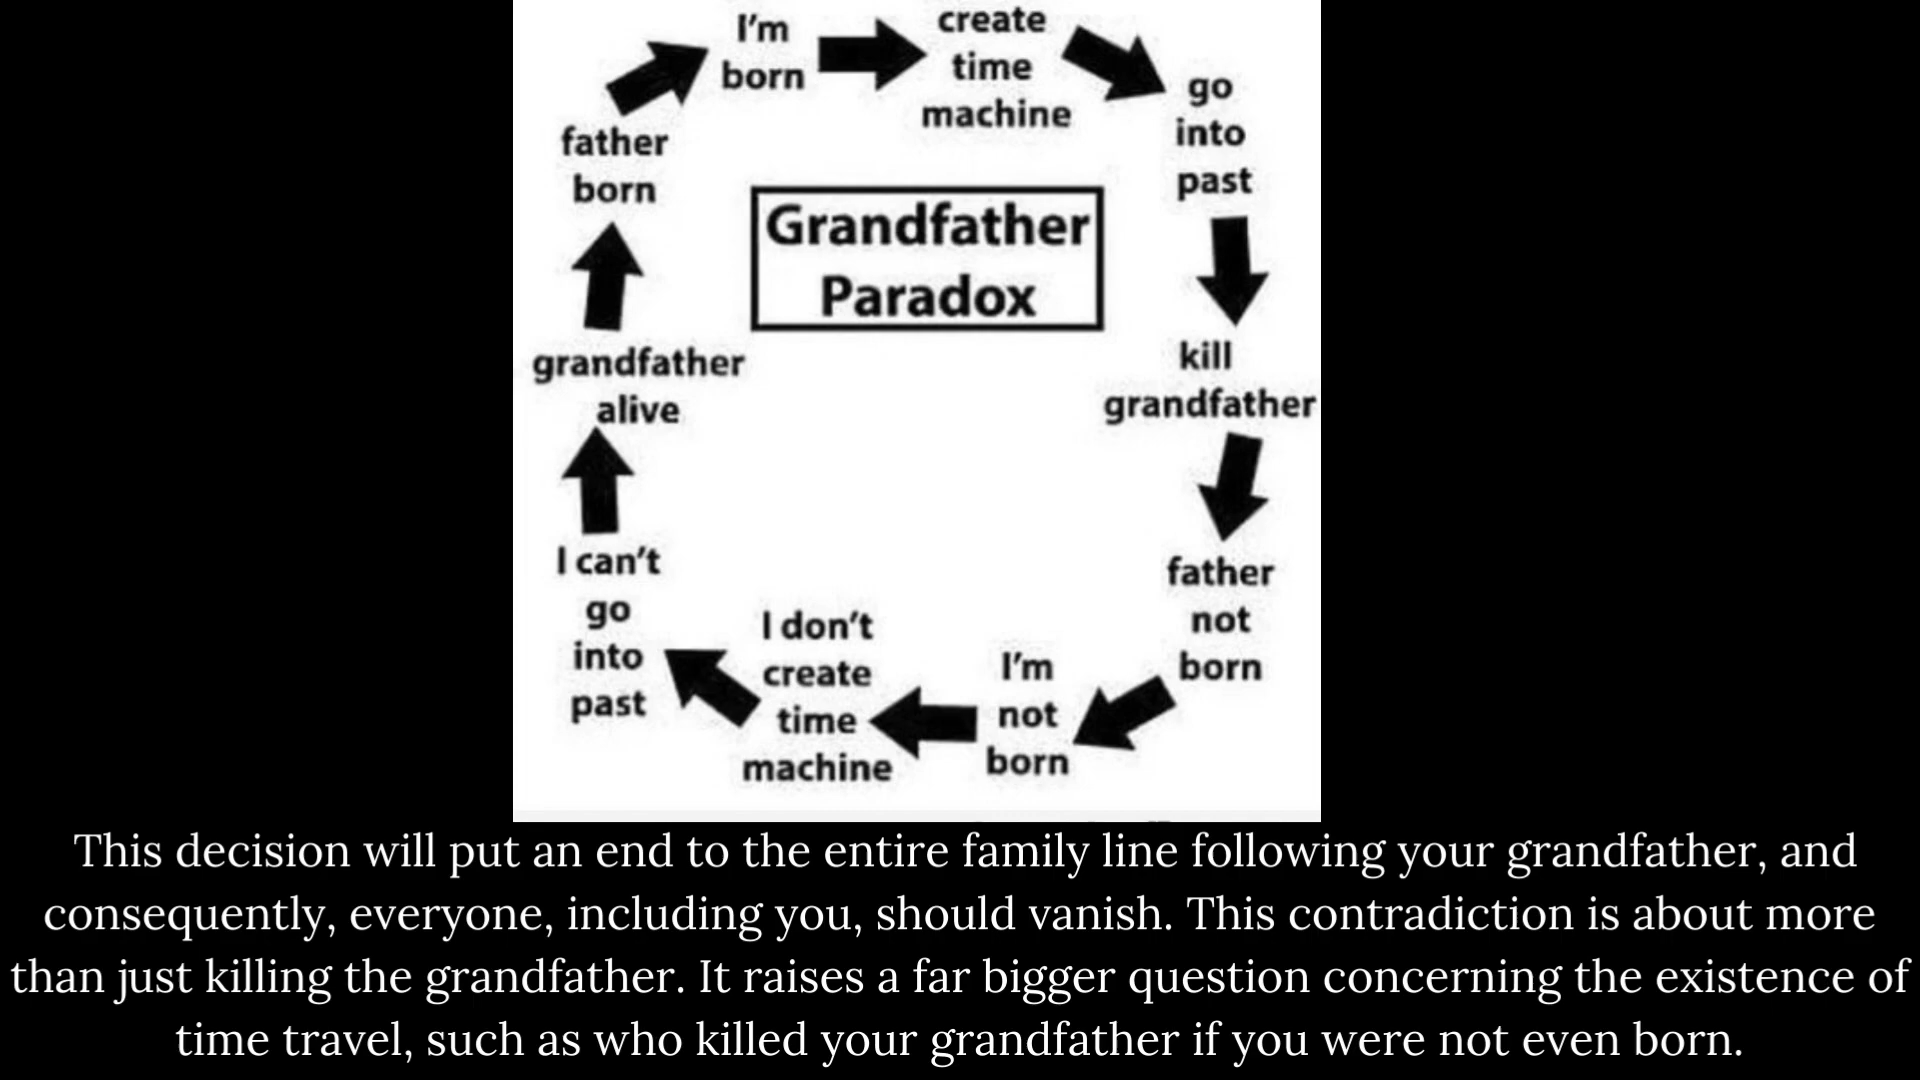 I'm
born
create
time
machine
go
into
past
kill
grandfather
father
not
born
I'm
not
born
I don't
create
time
machine
I can't
go
into
past
grandfather
alive
father
born
Grandfather
Paradox
This decision will put an end to the entire family line following your grandfather, and
consequently, everyone, including you, should vanish. This contradiction is about more
than just killing the grandfather. It raises a far bigger question concerning the existence of
time travel, such as who killed your grandfather if you were not even born.